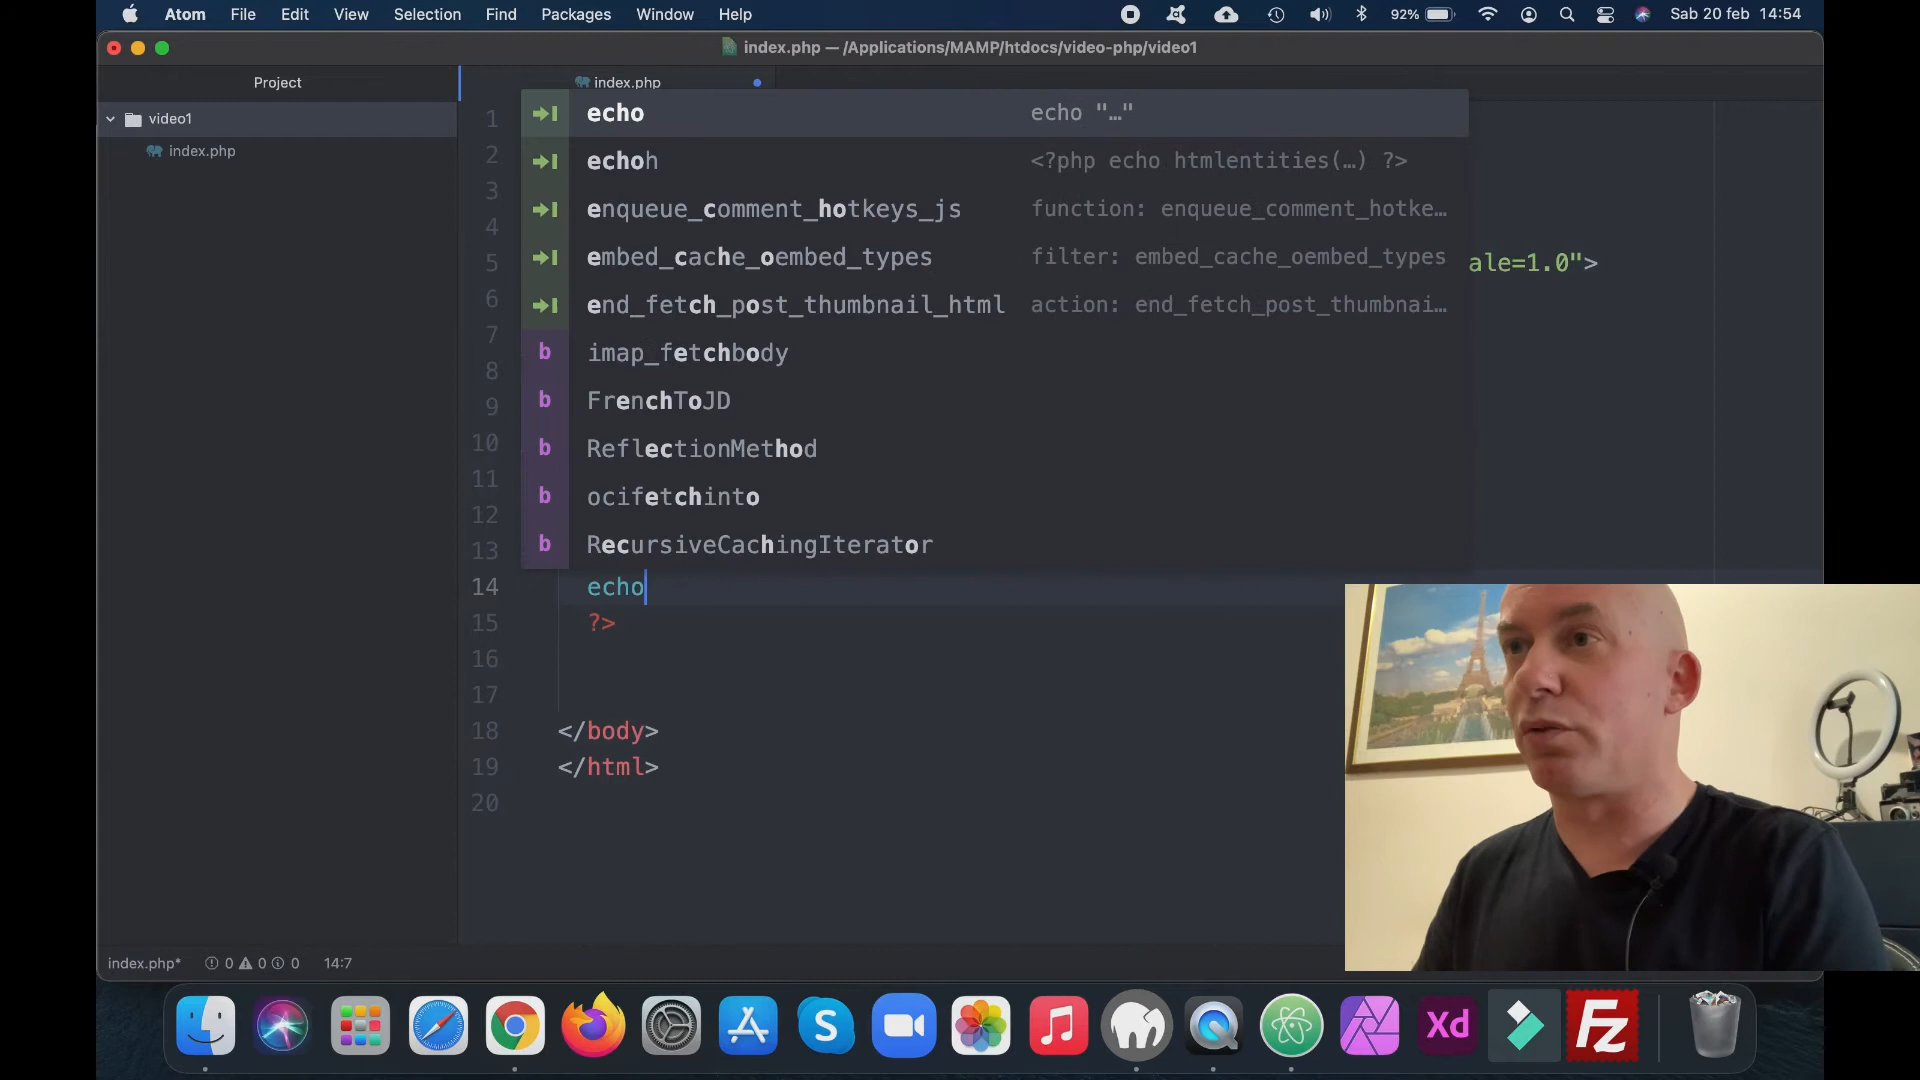 Atom File Edit View Selection Find Packages Window Help 92% Sab 20 feb 14:54
index.php — /Applications/MAMP/htdocs/video-php/video1
Project
index.php
video1
index.php
1
2
3
4
5 ale=1.0">
6
7
8
9
10
11
12
13
echo echo "…"
echoh <?php echo htmlentities(…) ?>
enqueue_comment_hotkeys_js function: enqueue_comment_hotke…
embed_cache_oembed_types filter: embed_cache_oembed_types
end_fetch_post_thumbnail_html action: end_fetch_post_thumbnai…
b imap_fetchbody
b FrenchToJD
b ReflectionMethod
b ocifetchinto
b RecursiveCachingIterator
14 echo
15 ?>
16
17
18 </body>
19 </html>
20
index.php* 0 0 0 14:7
S
Xd
Fz